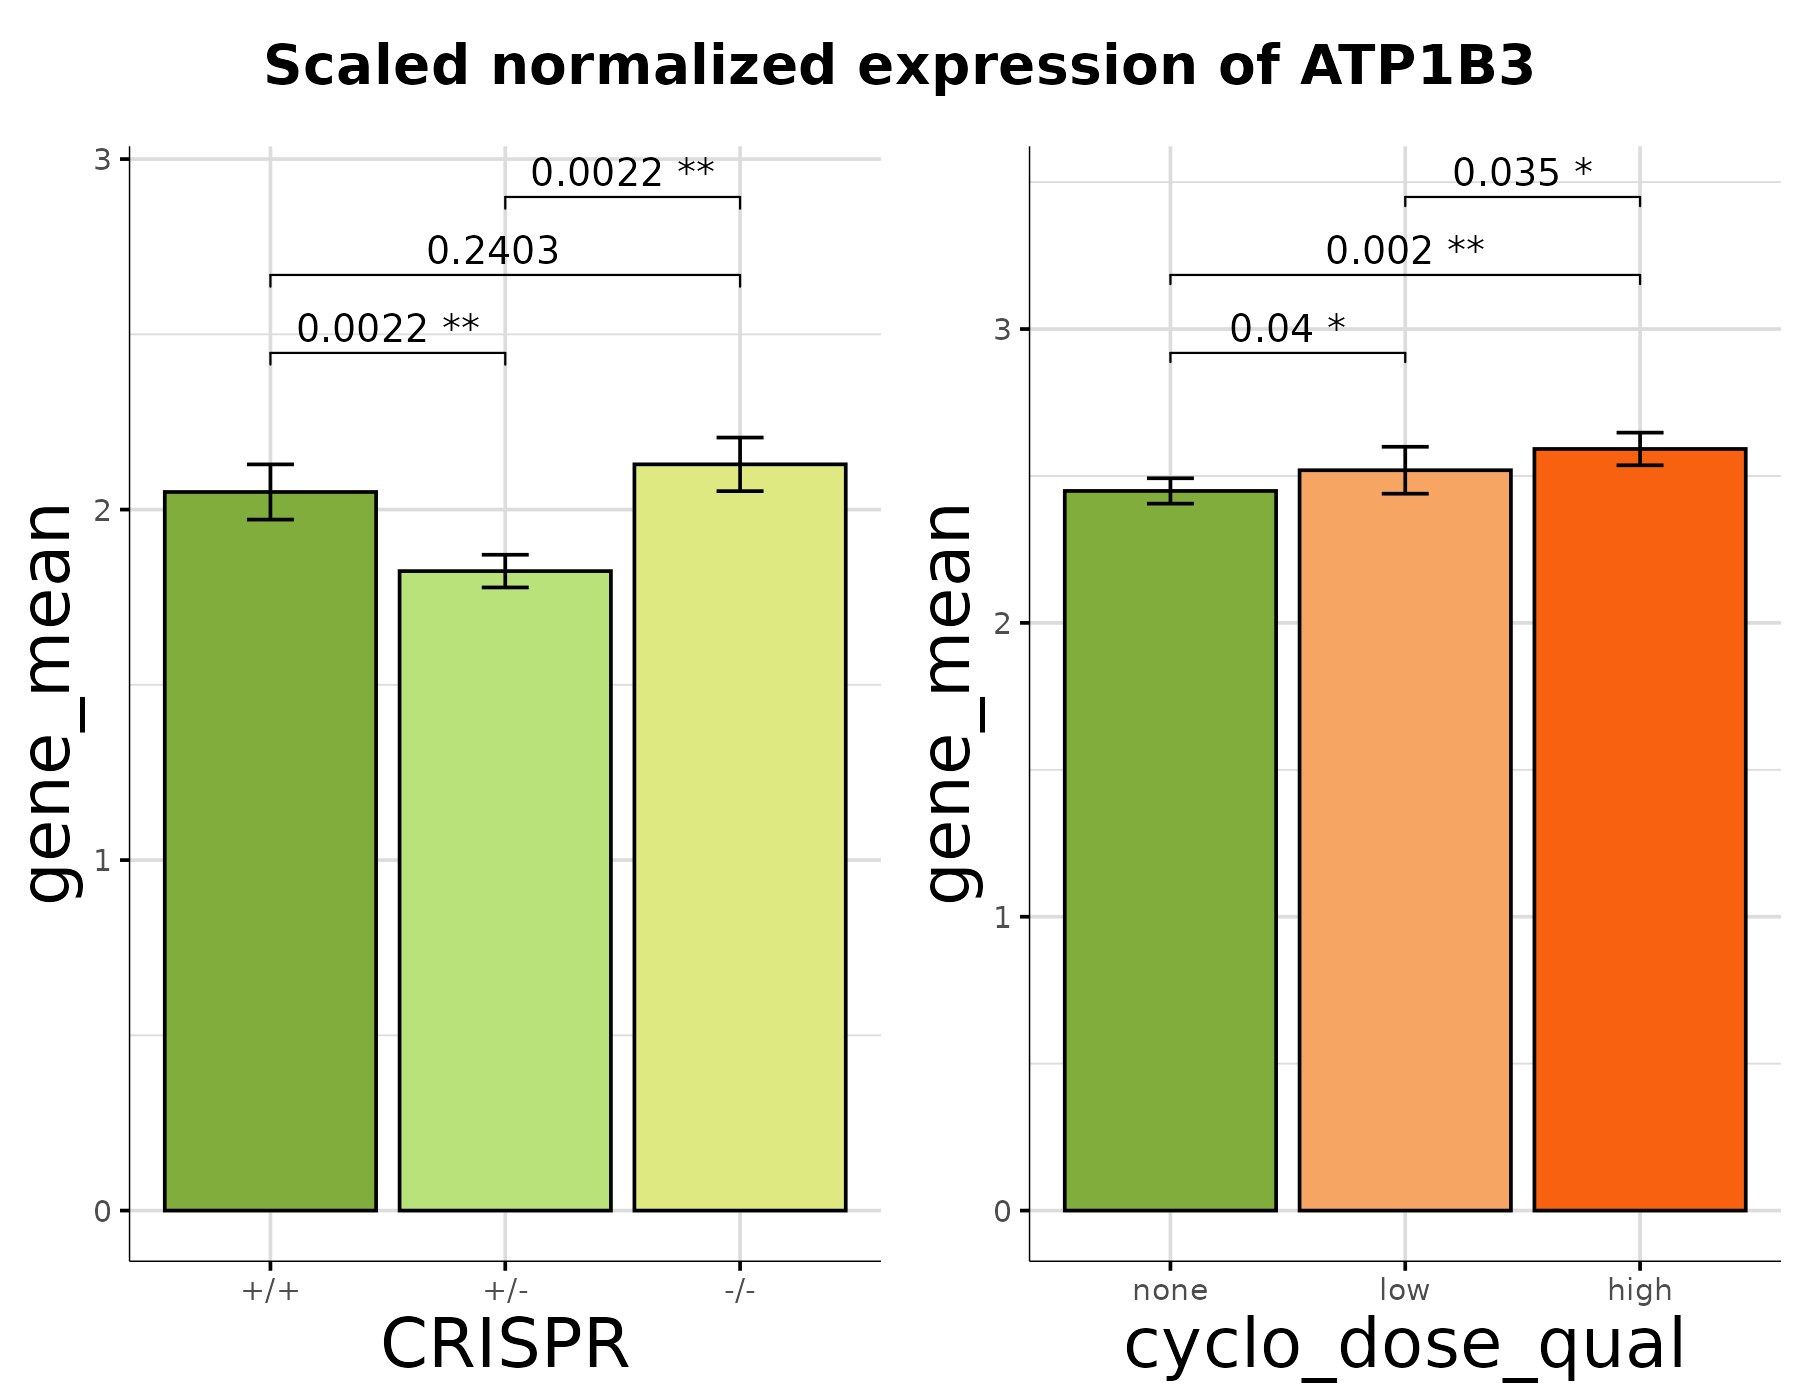 Scaled normalized expression of ATP1B3
3
0.0022 **
0.2403
0.0022 **
2
1
0
gene_mean
+/+
+/-
-/-
CRISPR
0.035 *
0.002 **
0.04 *
3
2
1
0
gene_mean
none
low
high
cyclo_dose_qual